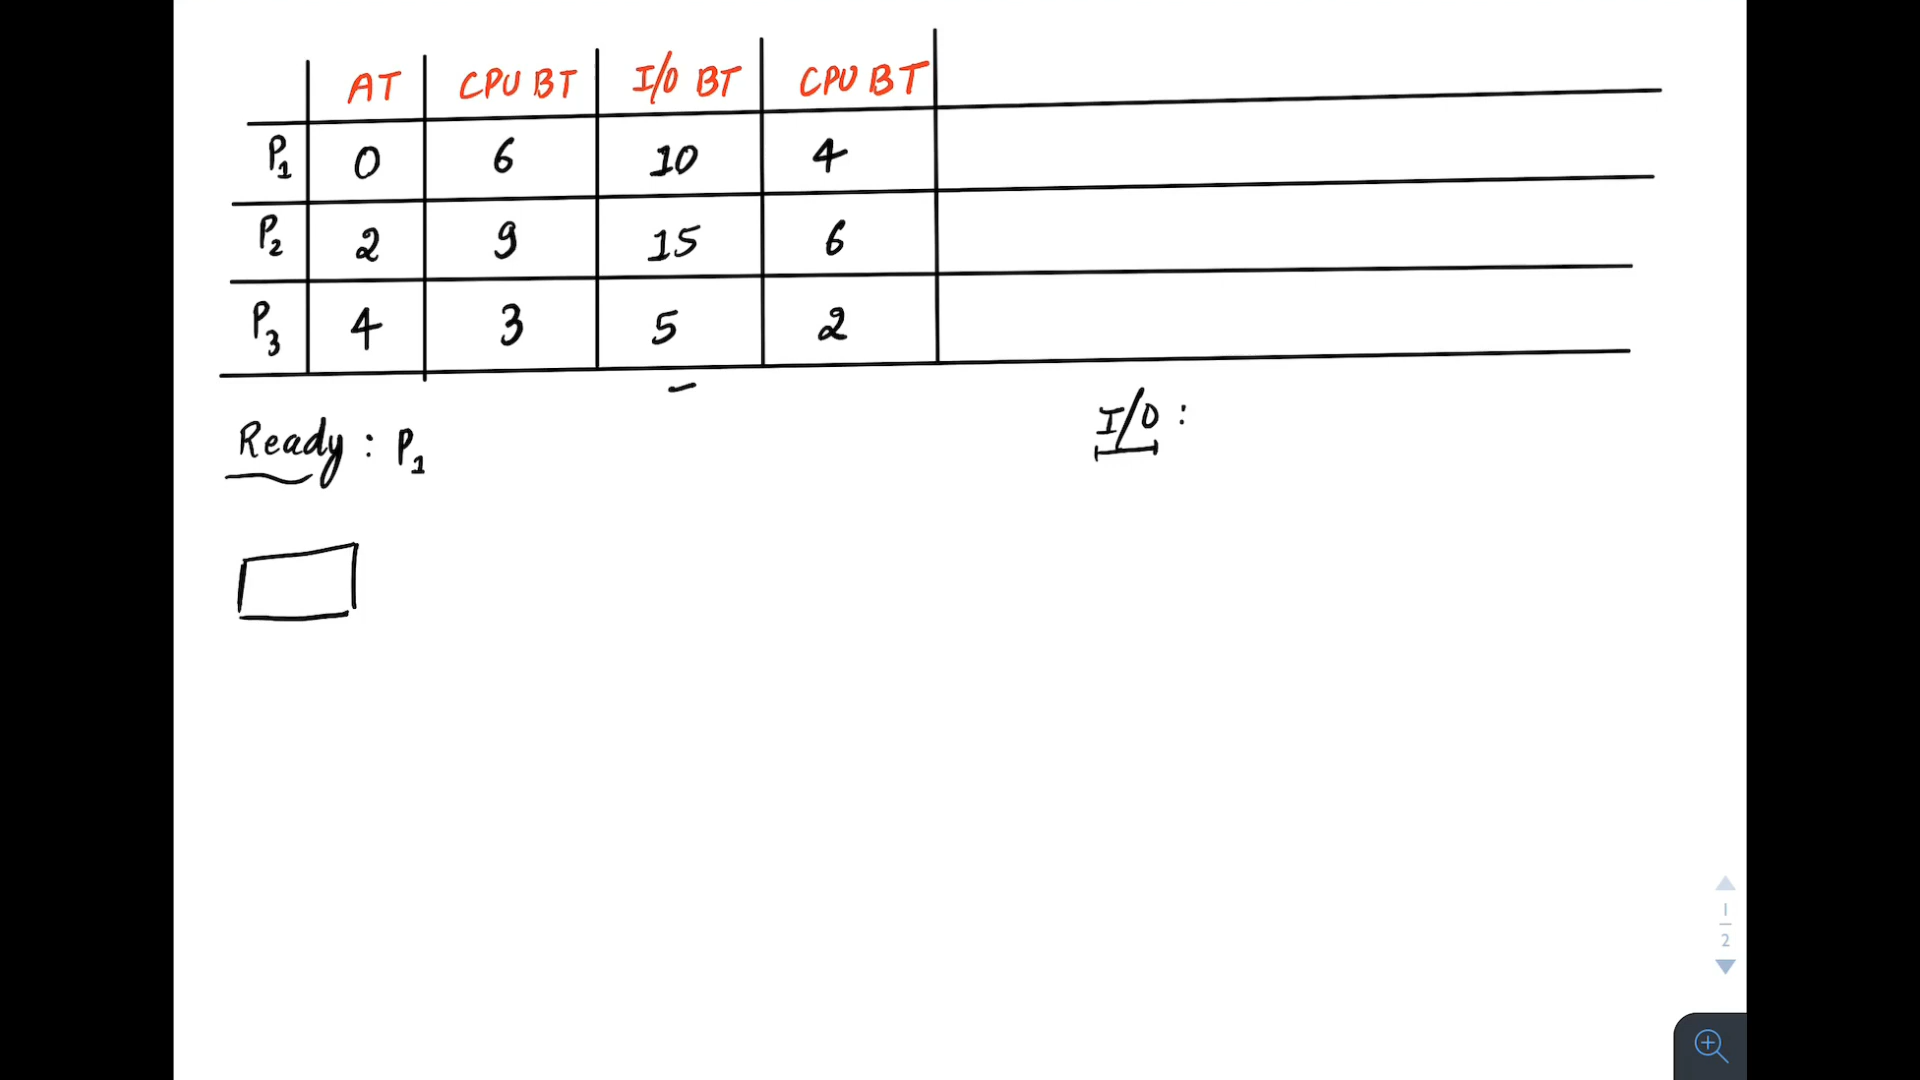 AT CPU BT I/O BT CPU BT
P1 0 6 10 4
P2 2 9 15 6
P3 4 3 5 2
Ready : P1
I/O :
1
2